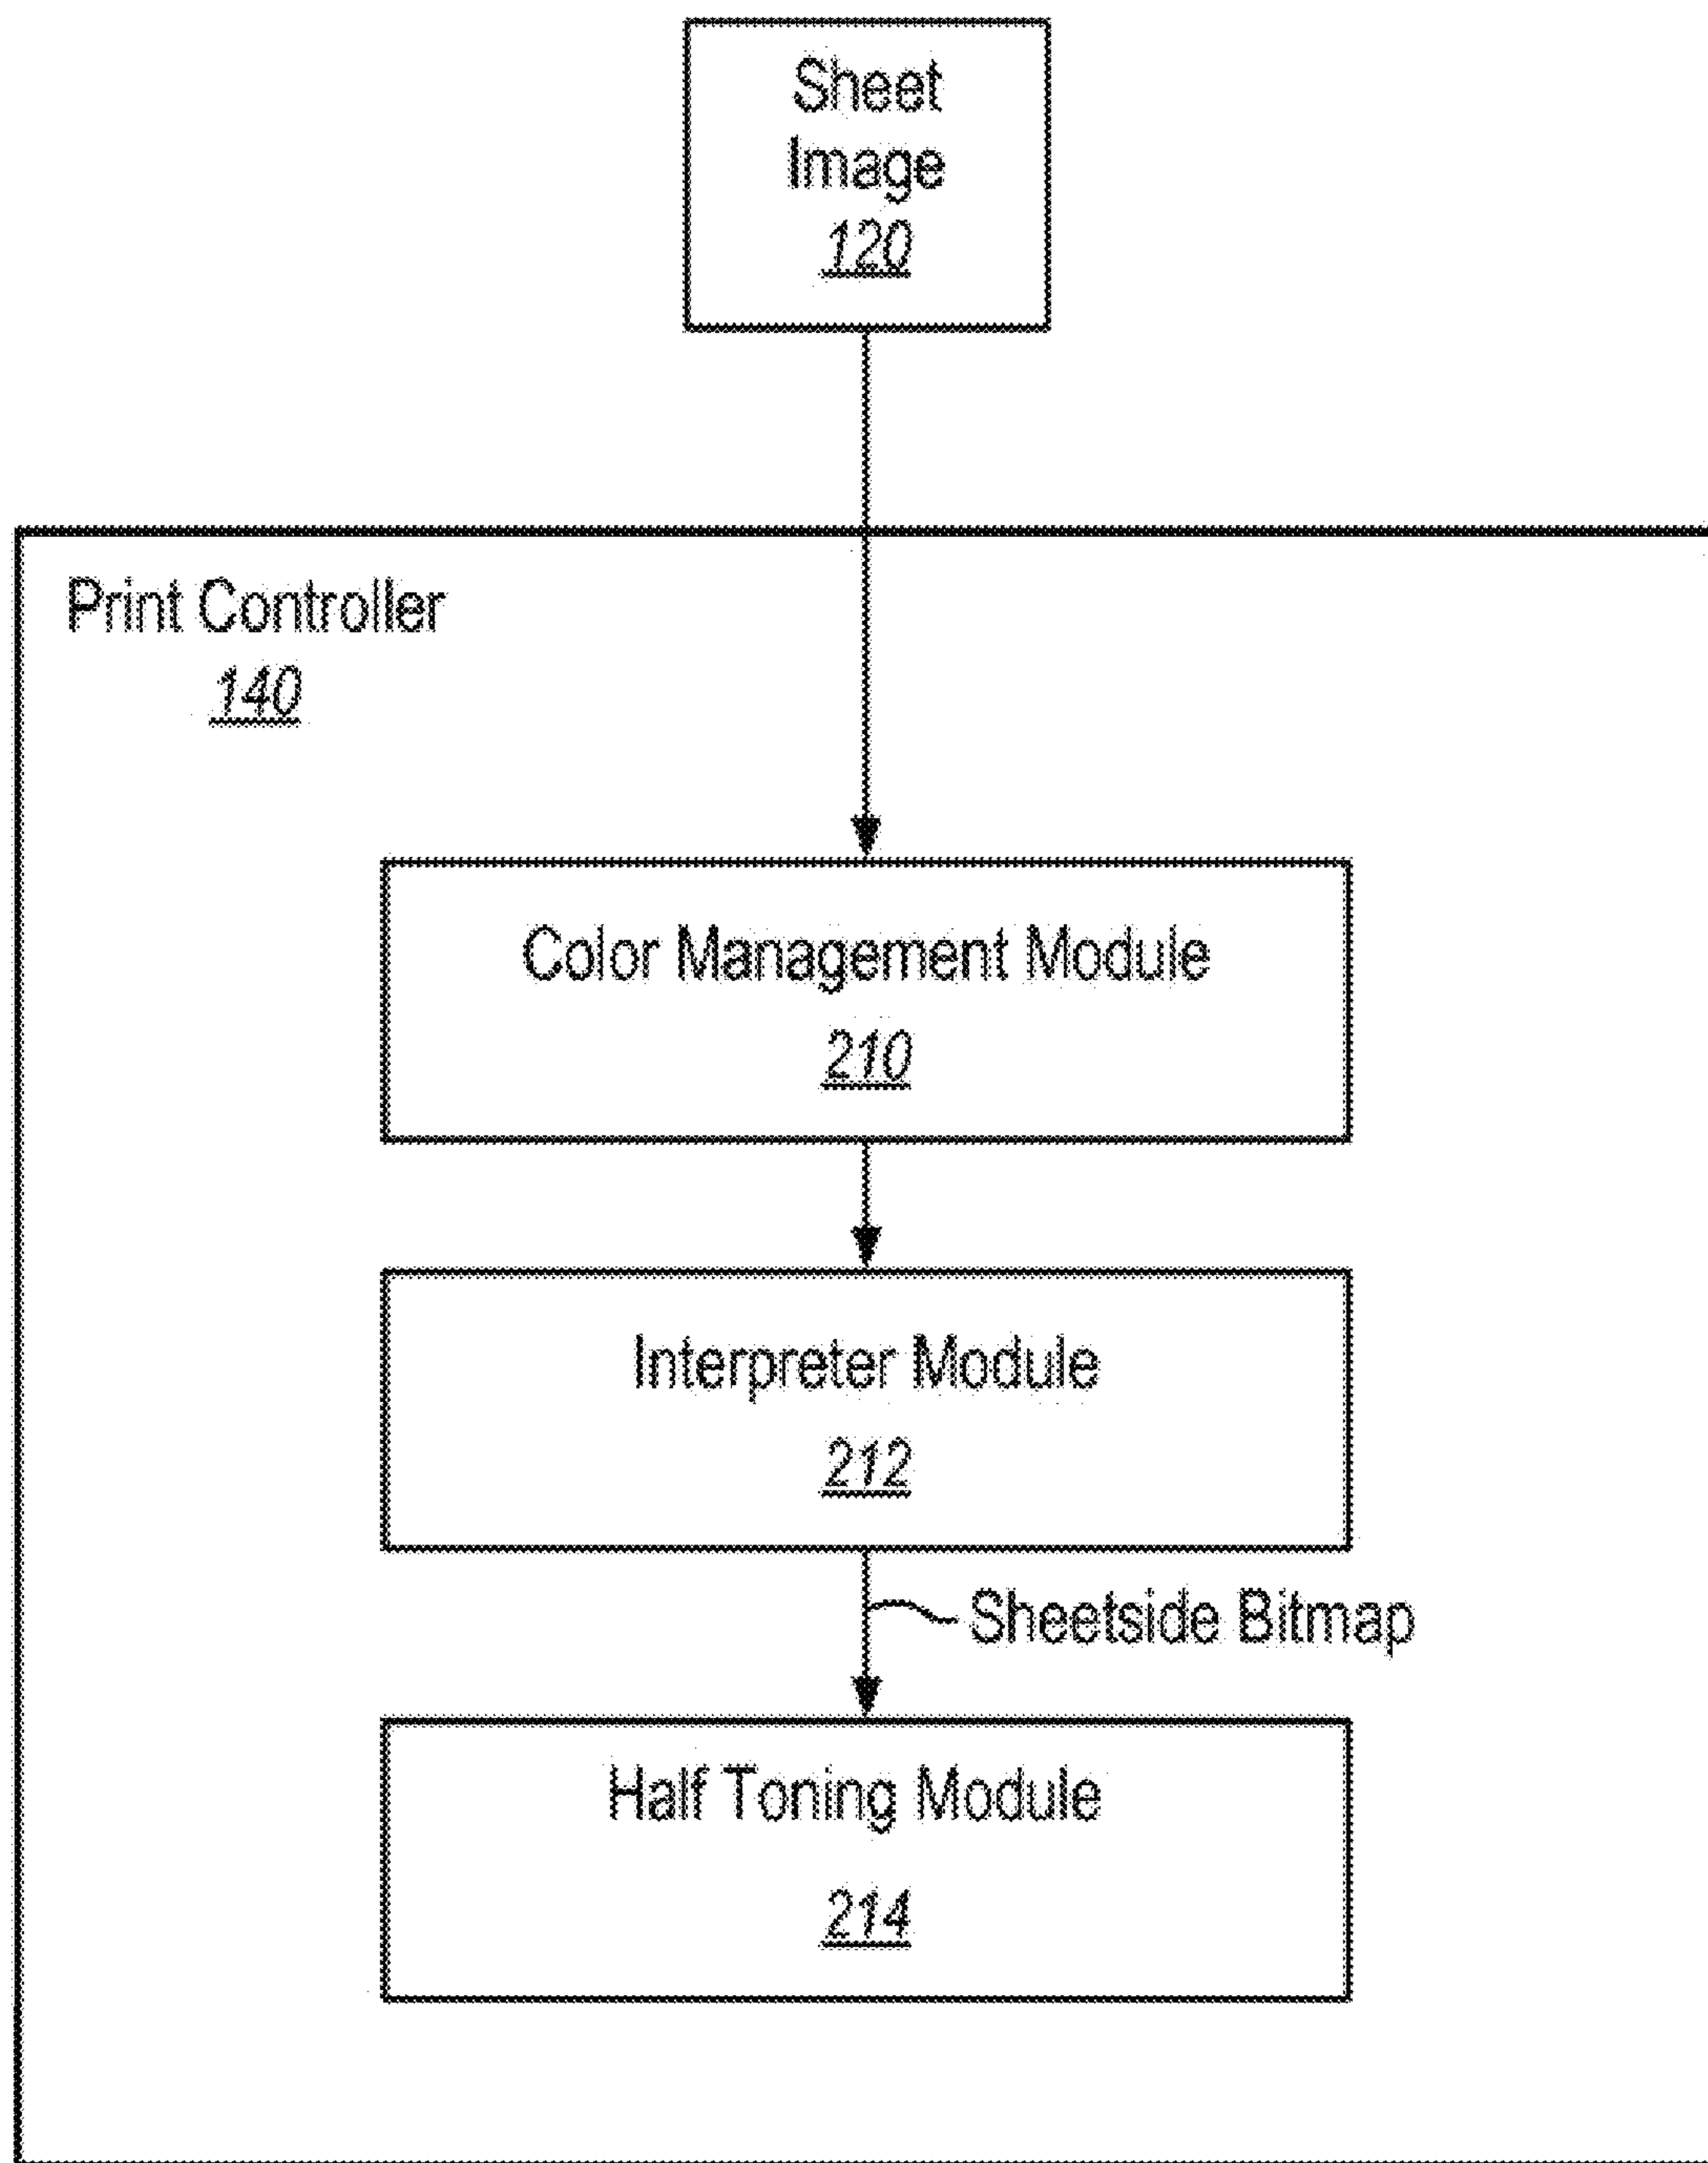 Sheet
Image
120
Print Controller
140
Color Management Module
210
Interpreter Module
212
Sheetside Bitmap
Half Toning Module
214